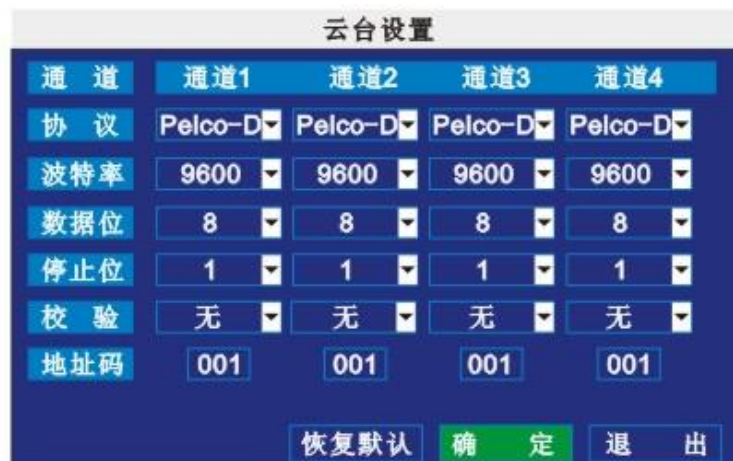 云台设置
通 道 通道1 通道2 通道3 通道4
协 议 Pelco-D Pelco-D Pelco-D Pelco-D
波特率 9600 9600 9600 9600
数据位 8 8 8 8
停止位 1 1 1 1
校 验 无 无 无 无
地址码 001 001 001 001
恢复默认 确 定 退 出